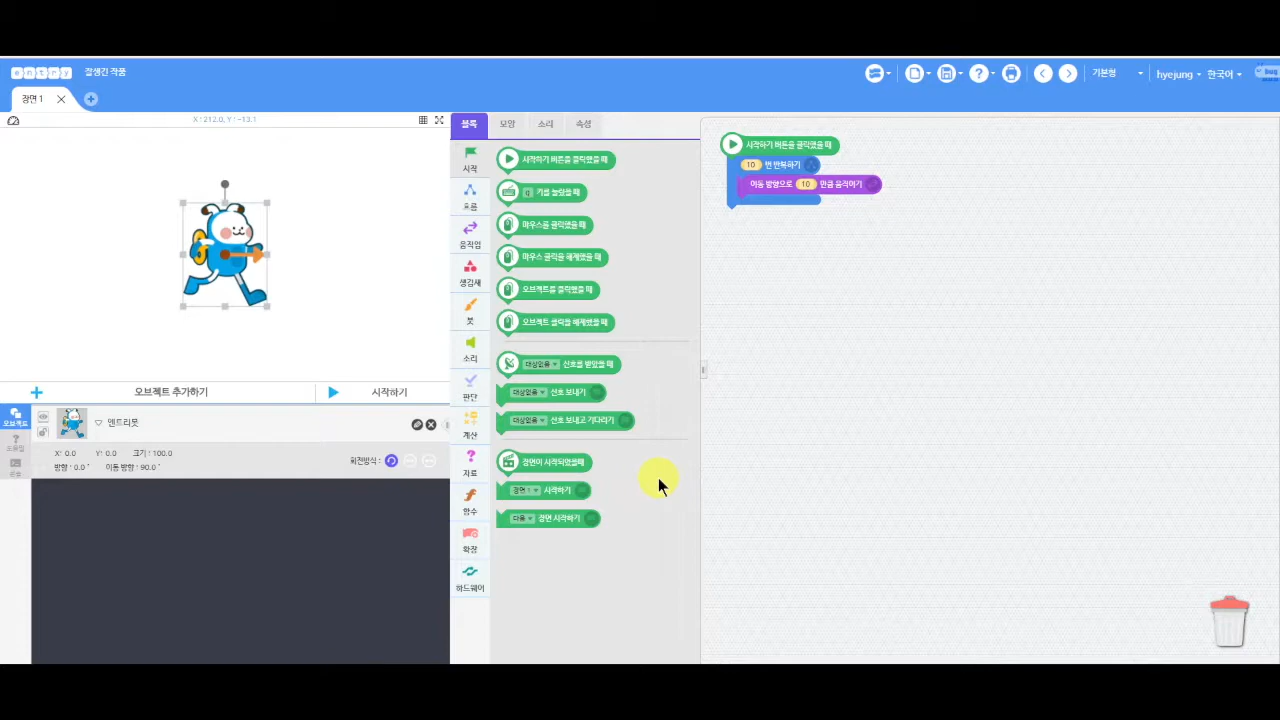 entry
잘생긴 작품
기본형
hyejung
한국어
buy
장면 1
X : 212.0, Y : -13.1
블록
모양
소리
속성
시작
흐름
움직임
생김새
붓
소리
판단
계산
자료
함수
확장
하드웨어
시작하기 버튼을 클릭했을 때
q 키를 눌렀을 때
마우스를 클릭했을 때
마우스 클릭을 해제했을 때
오브젝트를 클릭했을 때
오브젝트 클릭을 해제했을 때
대상없음 신호를 받았을 때
대상없음 신호 보내기
대상없음 신호 보내고 기다리기
장면이 시작되었을때
장면 1 시작하기
다음 장면 시작하기
시작하기 버튼을 클릭했을 때
10 번 반복하기
이동 방향으로 10 만큼 움직이기
오브젝트 추가하기
시작하기
오브젝트
도움말
엔트리봇
X: 0.0 Y: 0.0 크기 : 100.0
방향 : 0.0 ˚ 이동 방향 : 90.0 ˚
회전방식 :